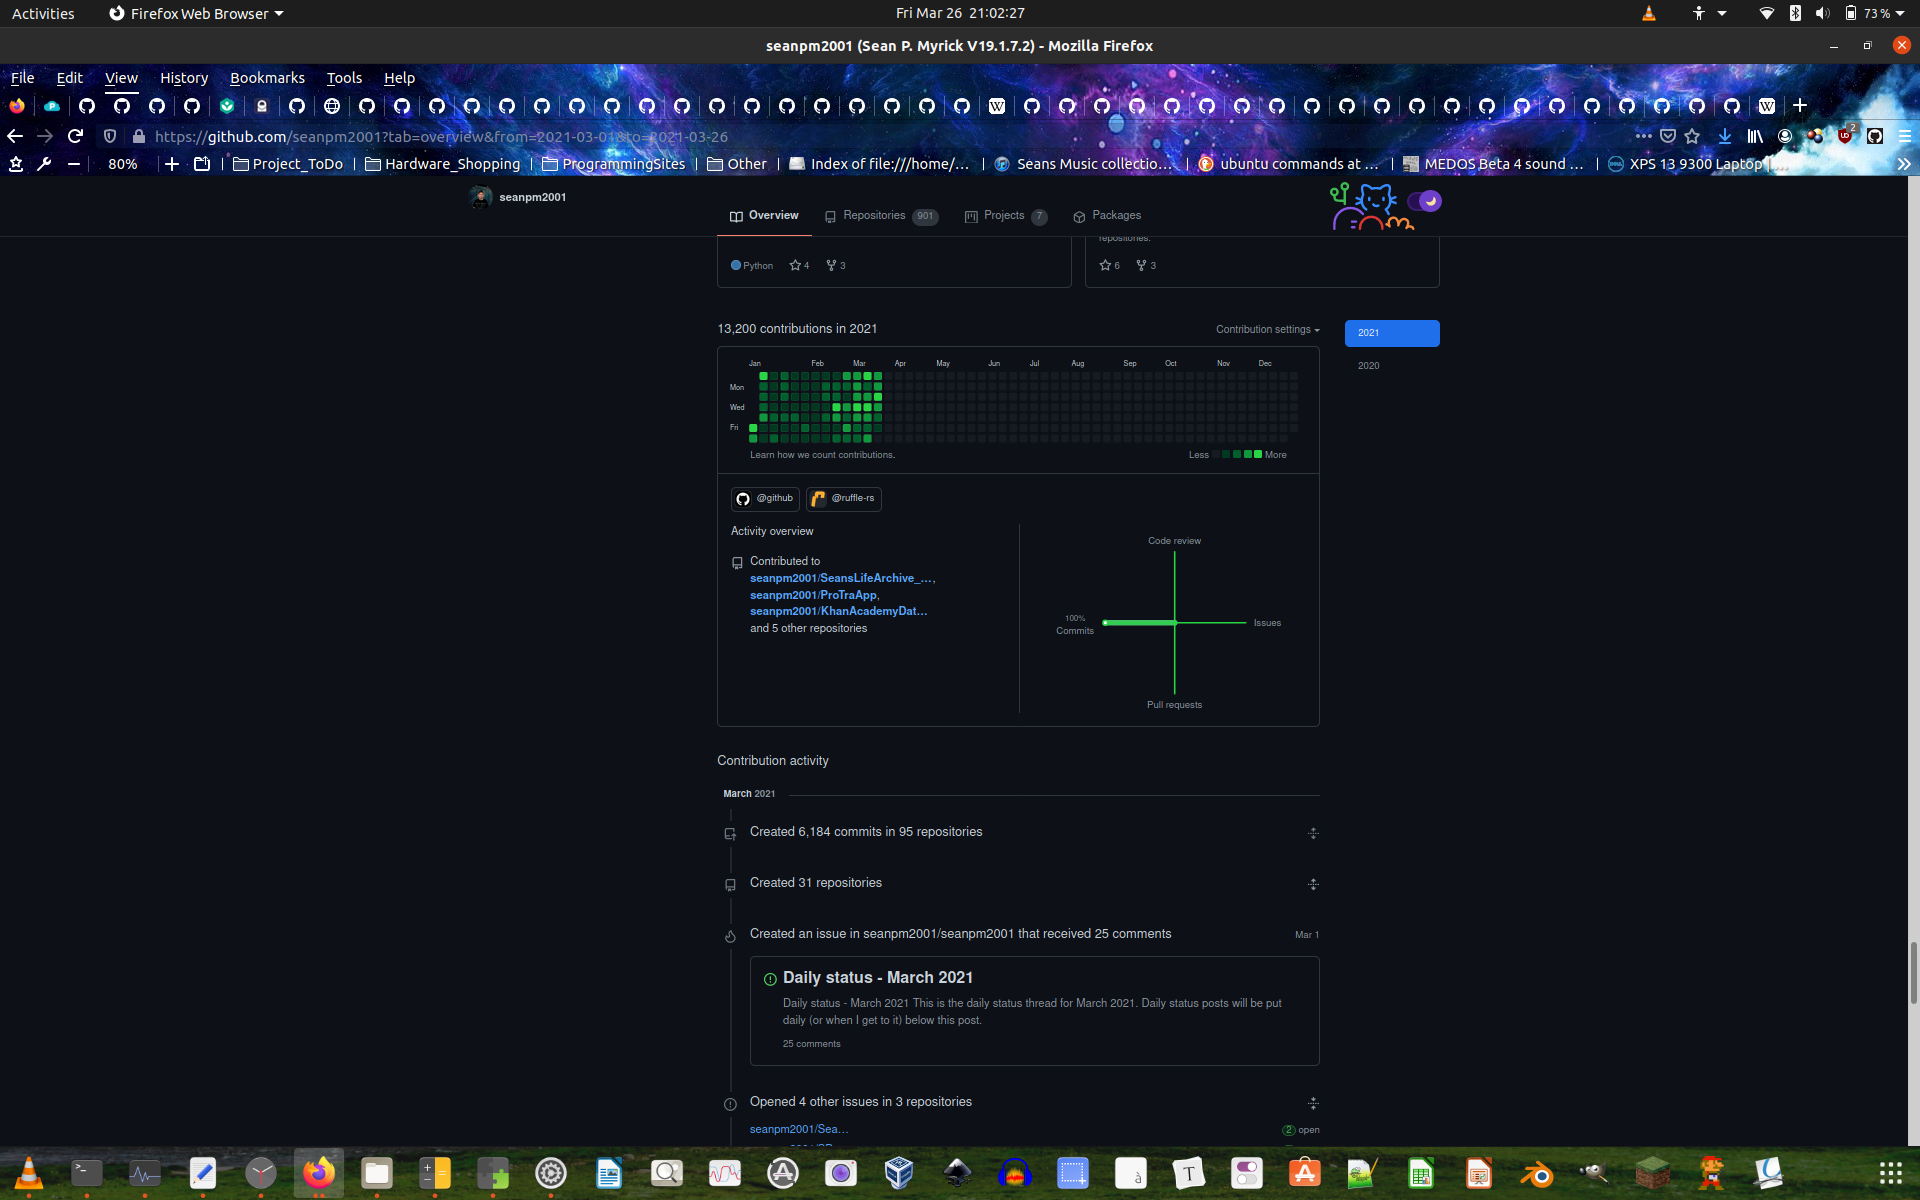 Activities
Firefox Web Browser
Fri Mar 26 21:02:27
73 %
seanpm2001 (Sean P. Myrick V19.1.7.2) - Mozilla Firefox
File Edit View History Bookmarks Tools Help
https://github.com/seanpm2001?tab=overview&from=2021-03-01&to=2021-03-26
2
80%
Project_ToDo
Hardware_Shopping
ProgrammingSites
Other
Index of file:///home/...
Seans Music collectio...
ubuntu commands at ...
MEDOS Beta 4 sound ...
XPS 13 9300 Laptop
seanpm2001
Overview
Repositories 901
Projects 7
Packages
repositories.
Python 4 3
6 3
13,200 contributions in 2021
Contribution settings
2021
2020
Jan Feb Mar Apr May Jun Jul Aug Sep Oct Nov Dec
Mon
Wed
Fri
Learn how we count contributions.
Less More
@github
@ruffle-rs
Activity overview
Contributed to
seanpm2001/SeansLifeArchive_...,
seanpm2001/ProTraApp,
seanpm2001/KhanAcademyDat...
and 5 other repositories
Code review
100%
Commits
Issues
Pull requests
Contribution activity
March 2021
Created 6,184 commits in 95 repositories
Created 31 repositories
Created an issue in seanpm2001/seanpm2001 that received 25 comments
Mar 1
Daily status - March 2021
Daily status - March 2021 This is the daily status thread for March 2021. Daily status posts will be put
daily (or when I get to it) below this post.
25 comments
Opened 4 other issues in 3 repositories
seanpm2001/Sea...
2 open